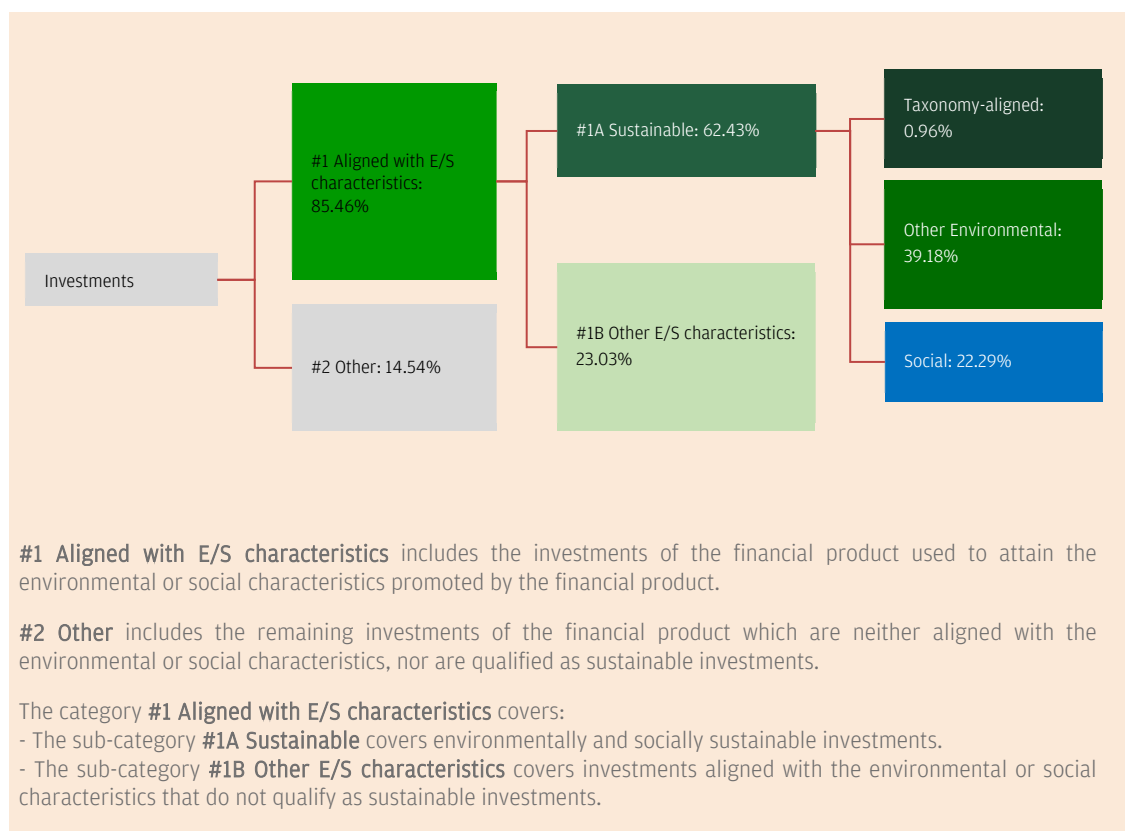 Investments
#1 Aligned with E/S
characteristics:
85.46%
#2 Other: 14.54%
#1A Sustainable: 62.43%
#1B Other E/S characteristics:
23.03%
Taxonomy-aligned:
0.96%
Other Environmental:
39.18%
Social: 22.29%
#1 Aligned with E/S characteristics includes the investments of the financial product used to attain the
environmental or social characteristics promoted by the financial product.
#2 Other includes the remaining investments of the financial product which are neither aligned with the
environmental or social characteristics, nor are qualified as sustainable investments.
The category #1 Aligned with E/S characteristics covers:
- The sub-category #1A Sustainable covers environmentally and socially sustainable investments.
- The sub-category #1B Other E/S characteristics covers investments aligned with the environmental or social
characteristics that do not qualify as sustainable investments.